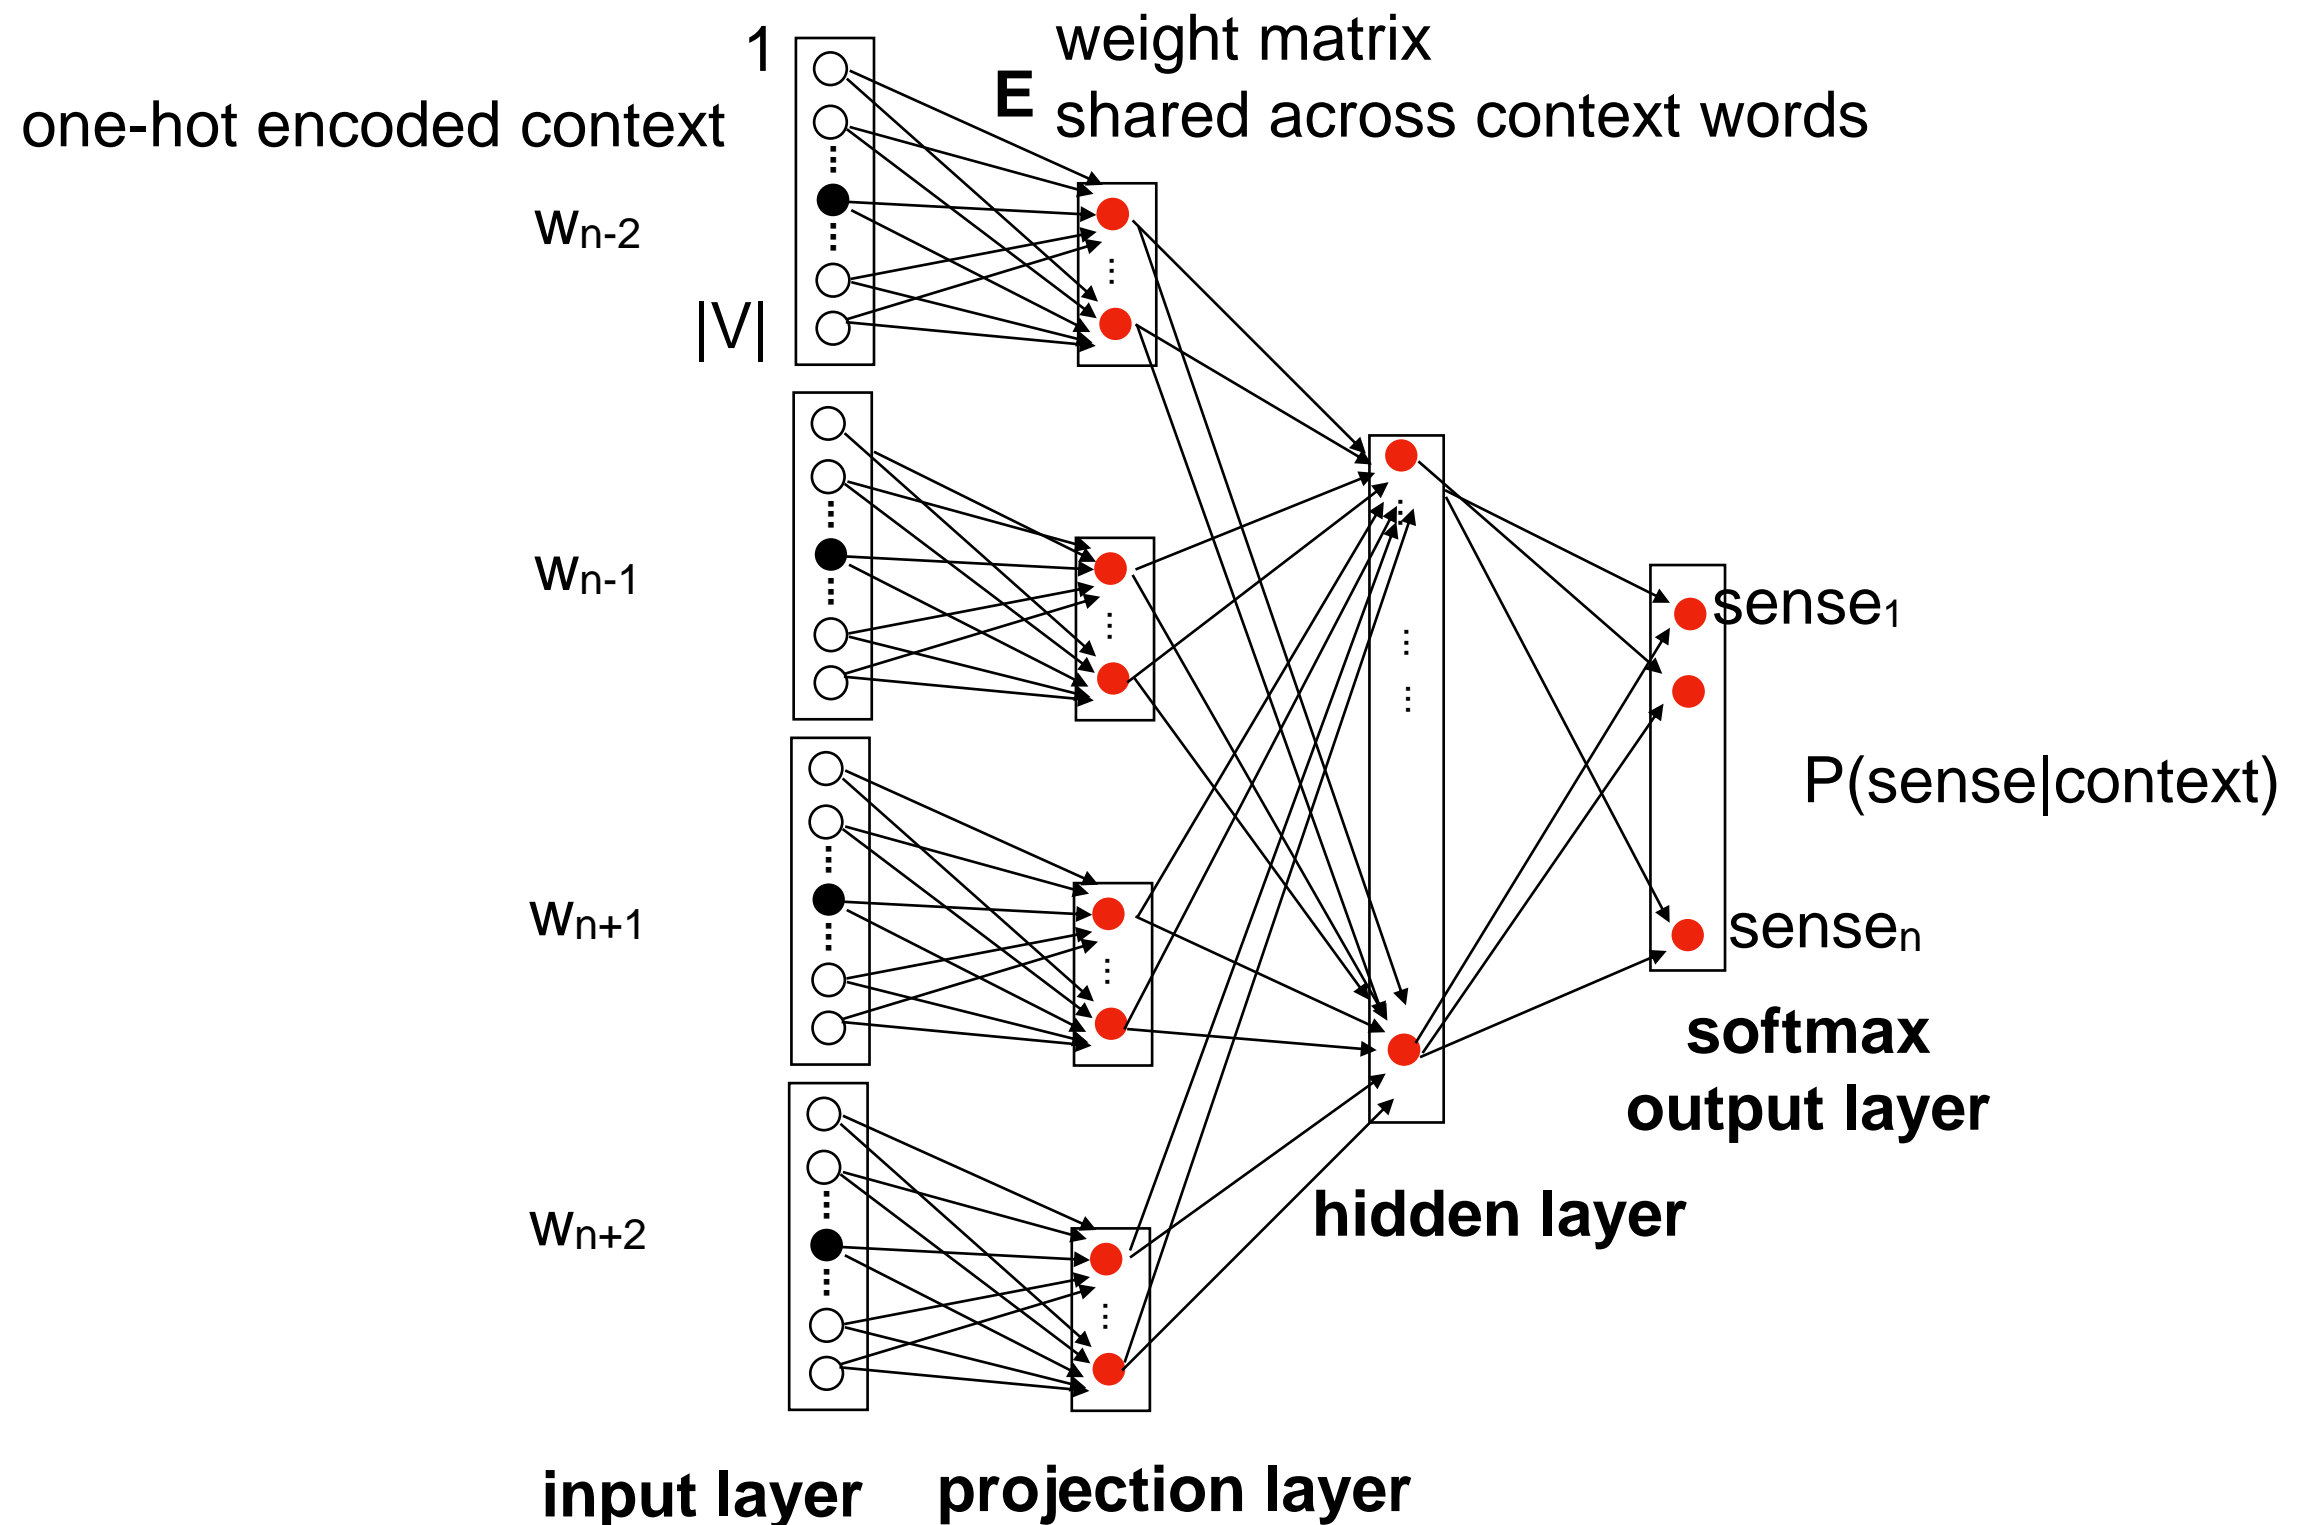 1
weight matrix
E
shared across context words
one-hot encoded context
wn-2
|V|
wn-1
sense1
P(sense|context)
wn+1
sensen
softmax
output layer
wn+2
hidden layer
input layer
projection layer